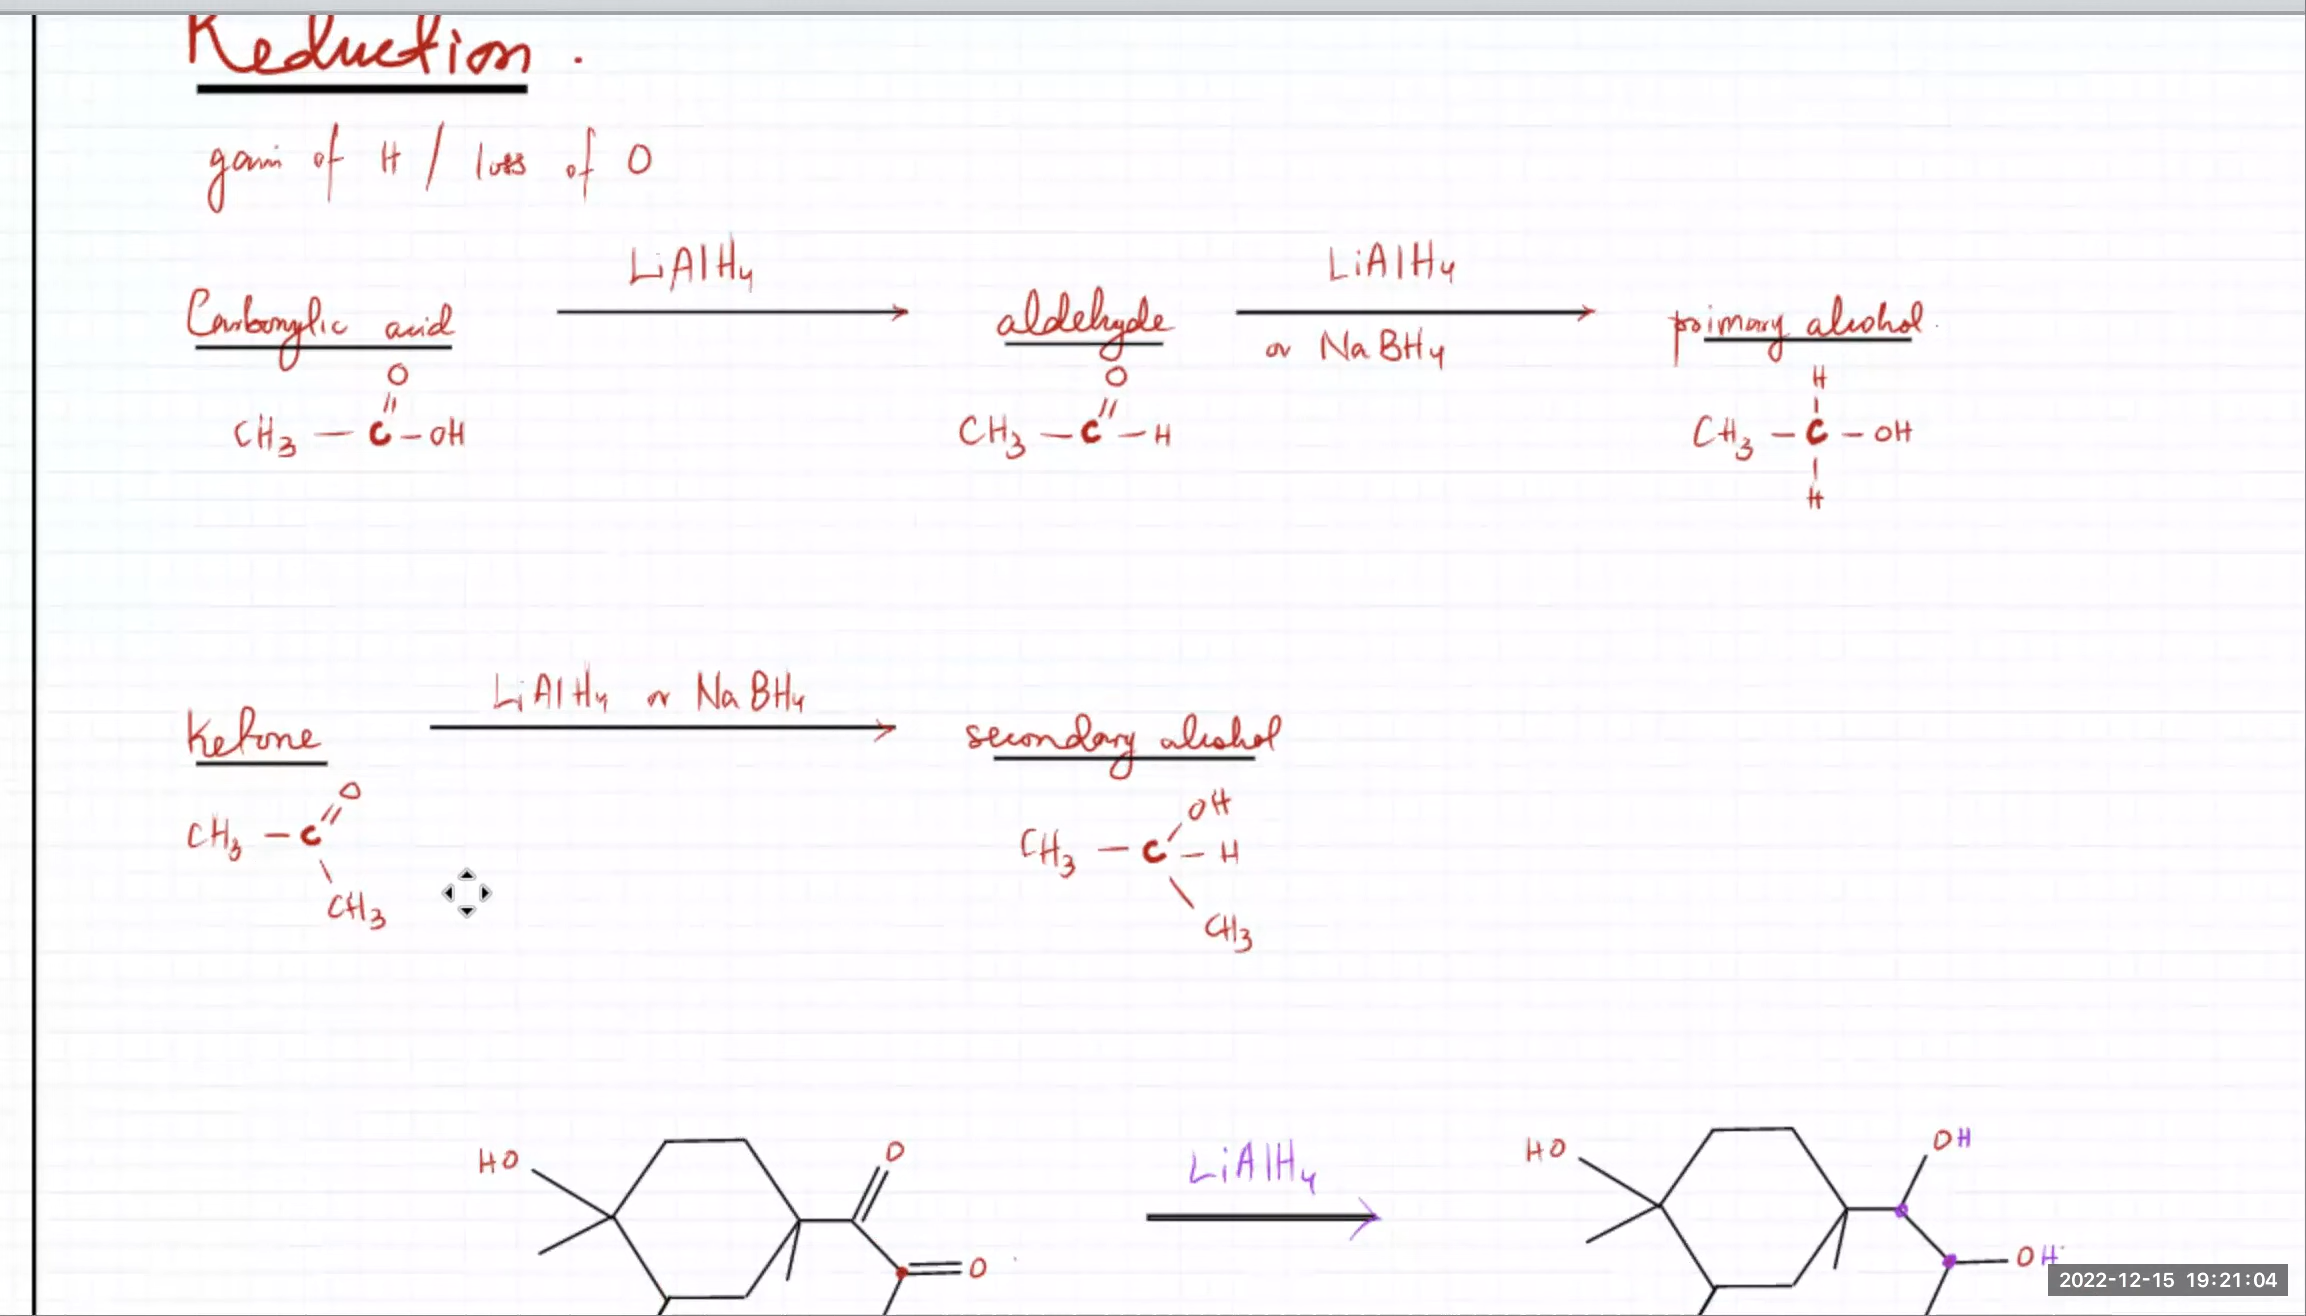 Reduction .
gain of H / loss of O
LiAlH4 LiAlH4
Carboxylic acid aldehyde primary alcohol
or NaBH4
O O H
CH3 — C — OH CH3 — C — H CH3 — C — OH
H
LiAlH4 or NaBH4
Ketone secondary alcohol
O OH
CH3 — C CH3 — C — H
CH3 CH3
HO O LiAlH4 HO OH
O OH
2022-12-15 19:21:04